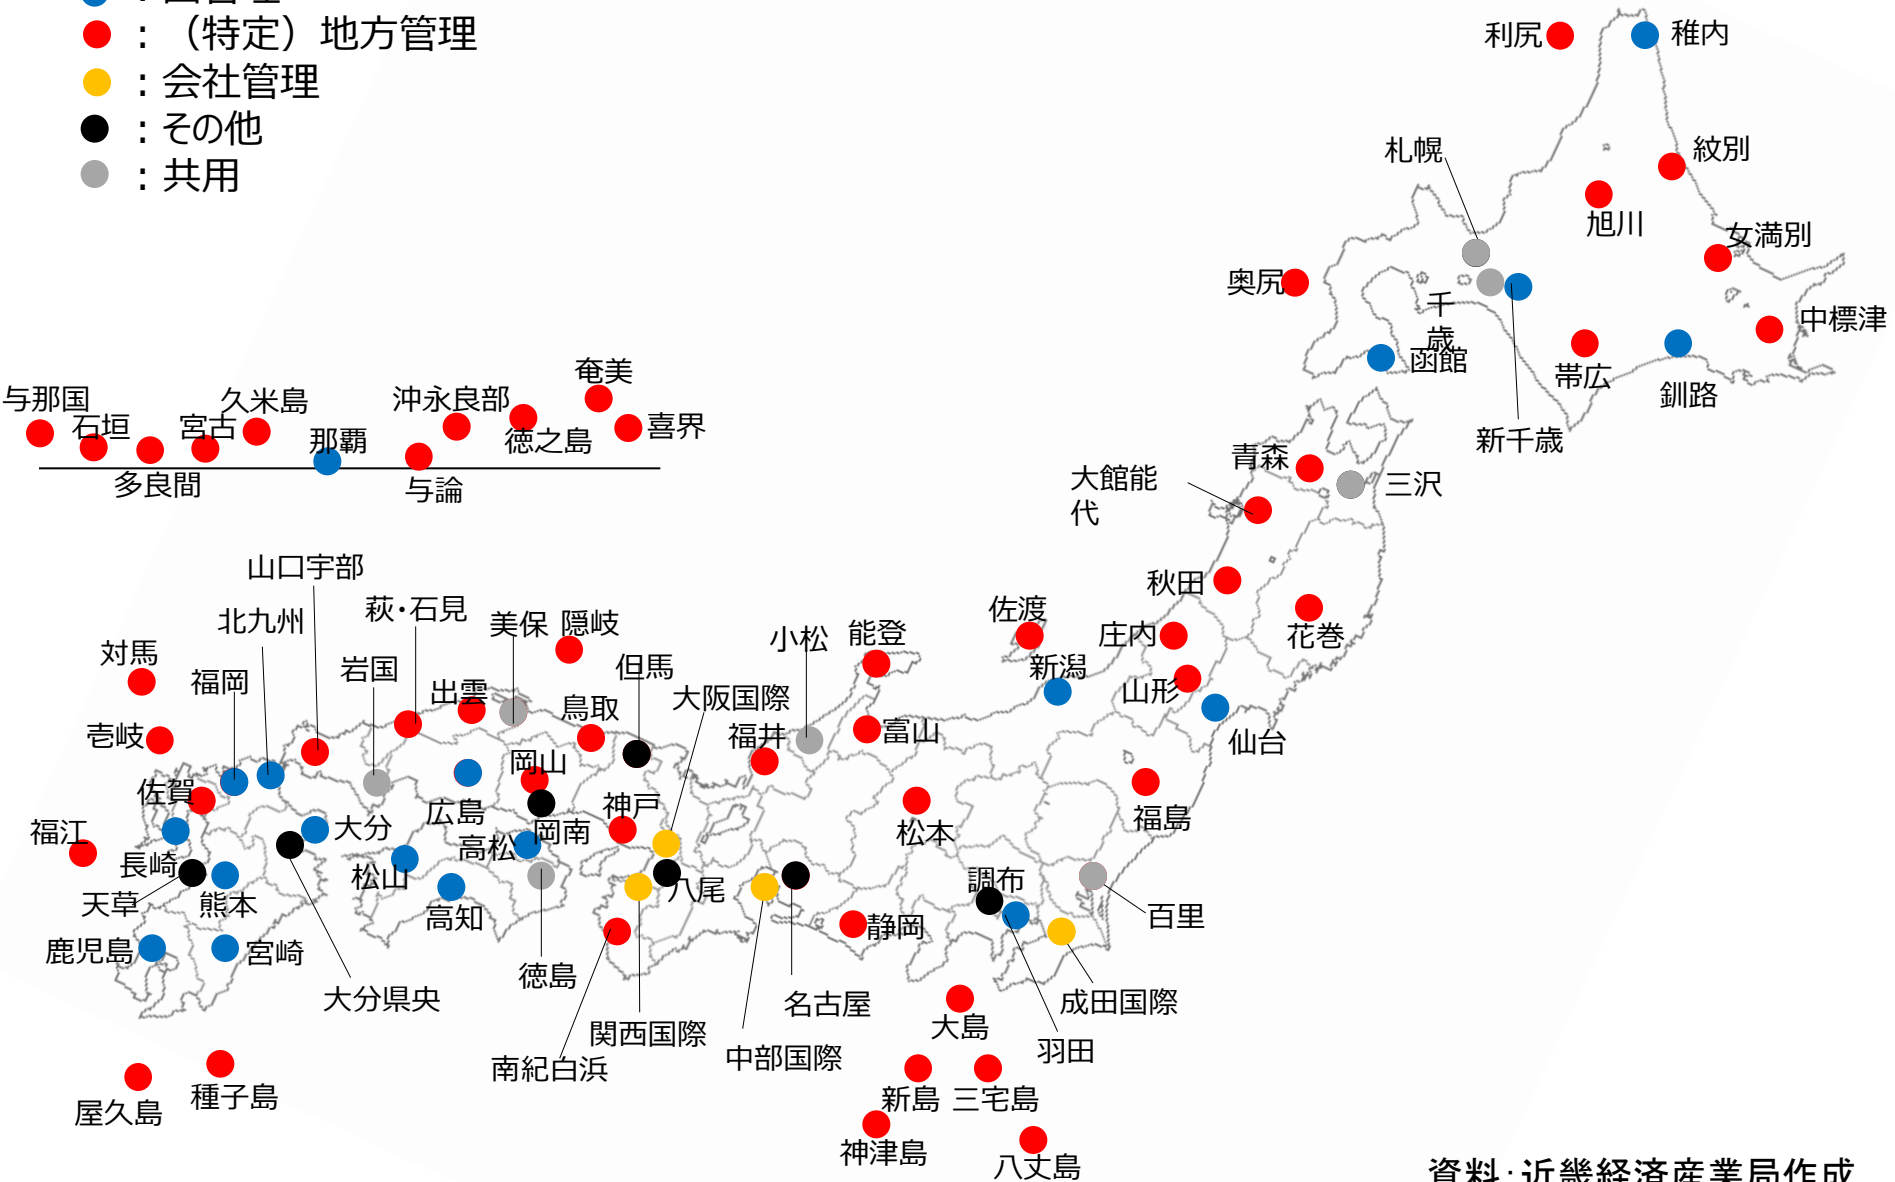 ：（特定）地方管理
：会社管理
：その他
：共用
利尻
稚内
札幌
紋別
旭川
女満別
奥尻
千
歳
函館
中標津
帯広
釧路
新千歳
与那国
石垣
宮古
久米島
那覇
沖永良部
奄美
徳之島
喜界
多良間
与論
青森
三沢
大館能
代
秋田
花巻
庄内
山形
仙台
佐渡
新潟
福島
山口宇部
北九州
萩・石見
美保
隠岐
対馬
福岡
岩国
出雲
但馬
大阪国際
小松
能登
鳥取
福井
富山
壱岐
佐賀
岡山
広島
神戸
岡南
松本
福江
大分
高松
長崎
松山
八尾
調布
天草
熊本
高知
静岡
百里
鹿児島
宮崎
大分県央
徳島
関西国際
名古屋
南紀白浜
中部国際
成田国際
大島
羽田
新島
三宅島
屋久島
種子島
神津島
八丈島
資料：近畿経済産業局作成